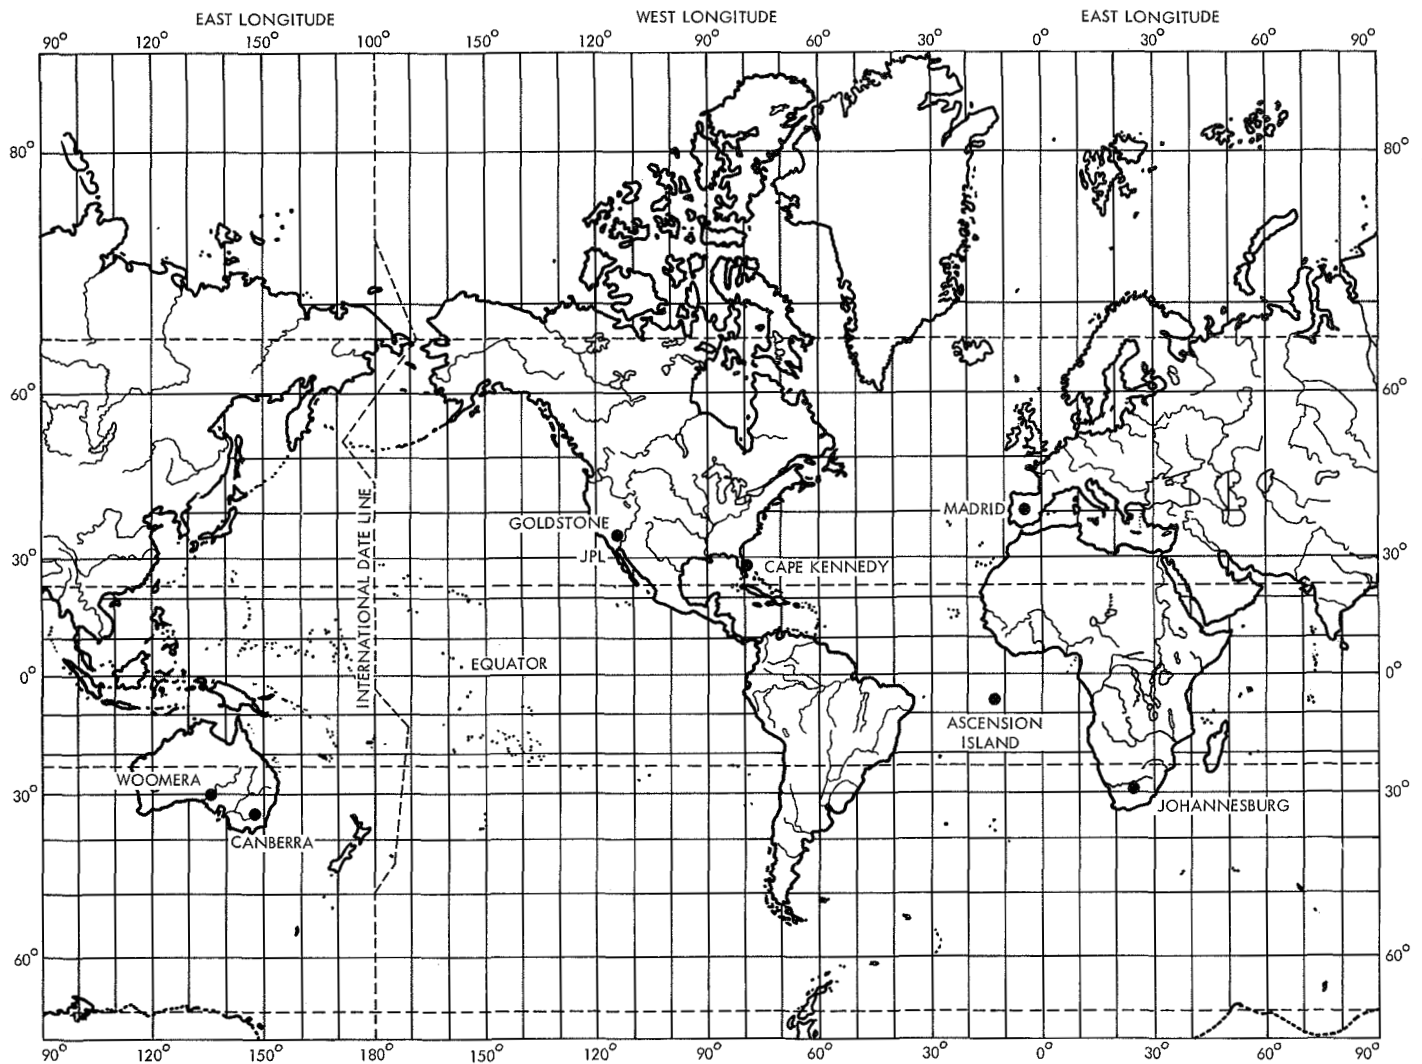 EAST LONGITUDE WEST LONGITUDE EAST LONGITUDE
90° 120° 150° 100° 150° 120° 90° 60° 30° 0° 30° 60° 90°
80° 80°
60° 60°
INTERNATIONAL DATE LINE
GOLDSTONE
JPL
MADRID
CAPE KENNEDY
30° 30°
EQUATOR
0° 0°
ASCENSION
ISLAND
WOOMERA
30° 30°
JOHANNESBURG
CANBERRA
60° 60°
90° 120° 150° 180° 150° 120° 90° 60° 30° 0° 30° 60° 90°